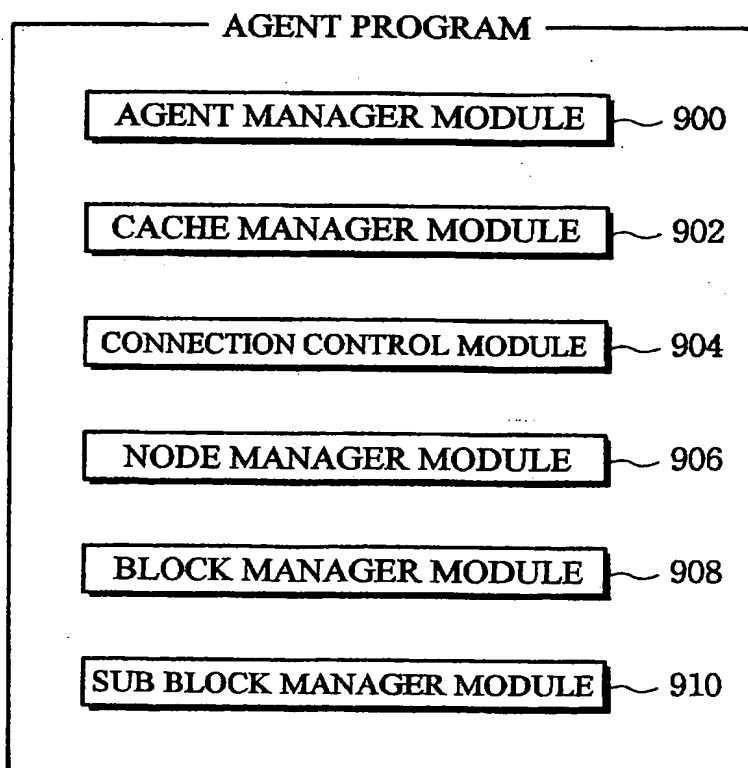 AGENT PROGRAM
AGENT MANAGER MODULE 900
CACHE MANAGER MODULE 902
CONNECTION CONTROL MODULE 904
NODE MANAGER MODULE 906
BLOCK MANAGER MODULE 908
SUB BLOCK MANAGER MODULE 910